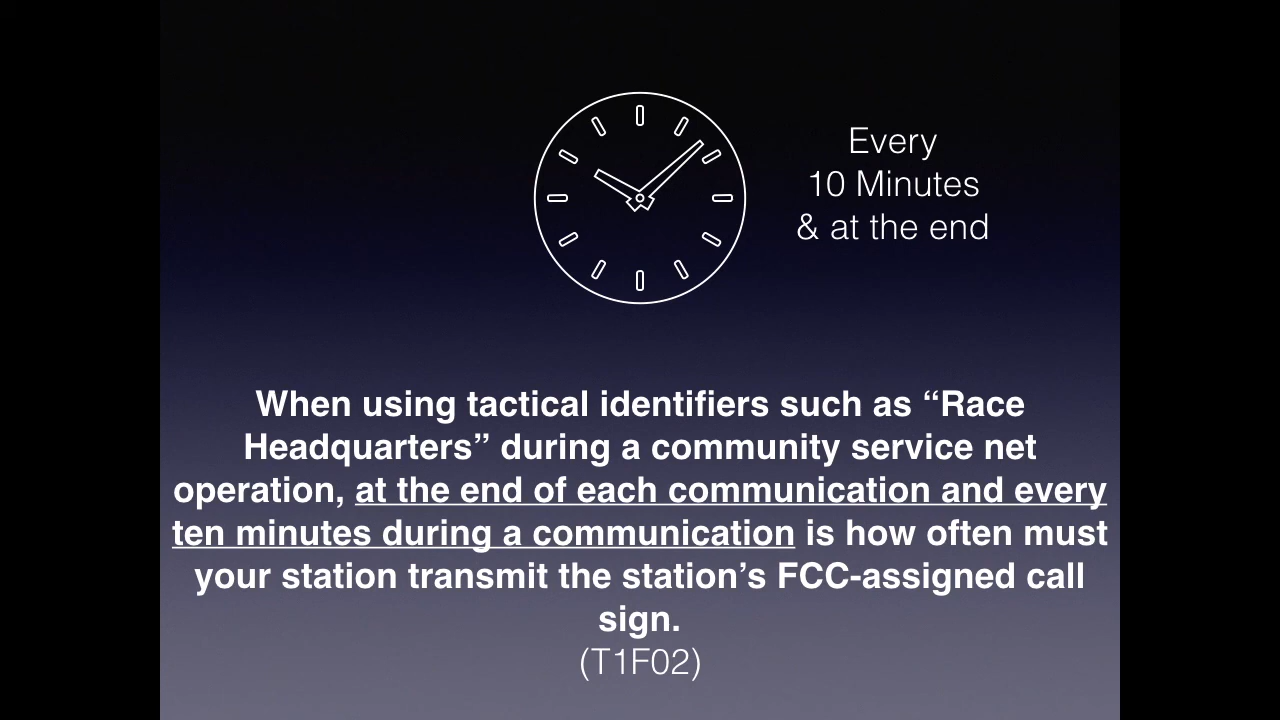 Every
10 Minutes
& at the end
When using tactical identifiers such as “Race
Headquarters” during a community service net
operation, at the end of each communication and every
ten minutes during a communication is how often must
your station transmit the station’s FCC-assigned call
sign.
(T1F02)